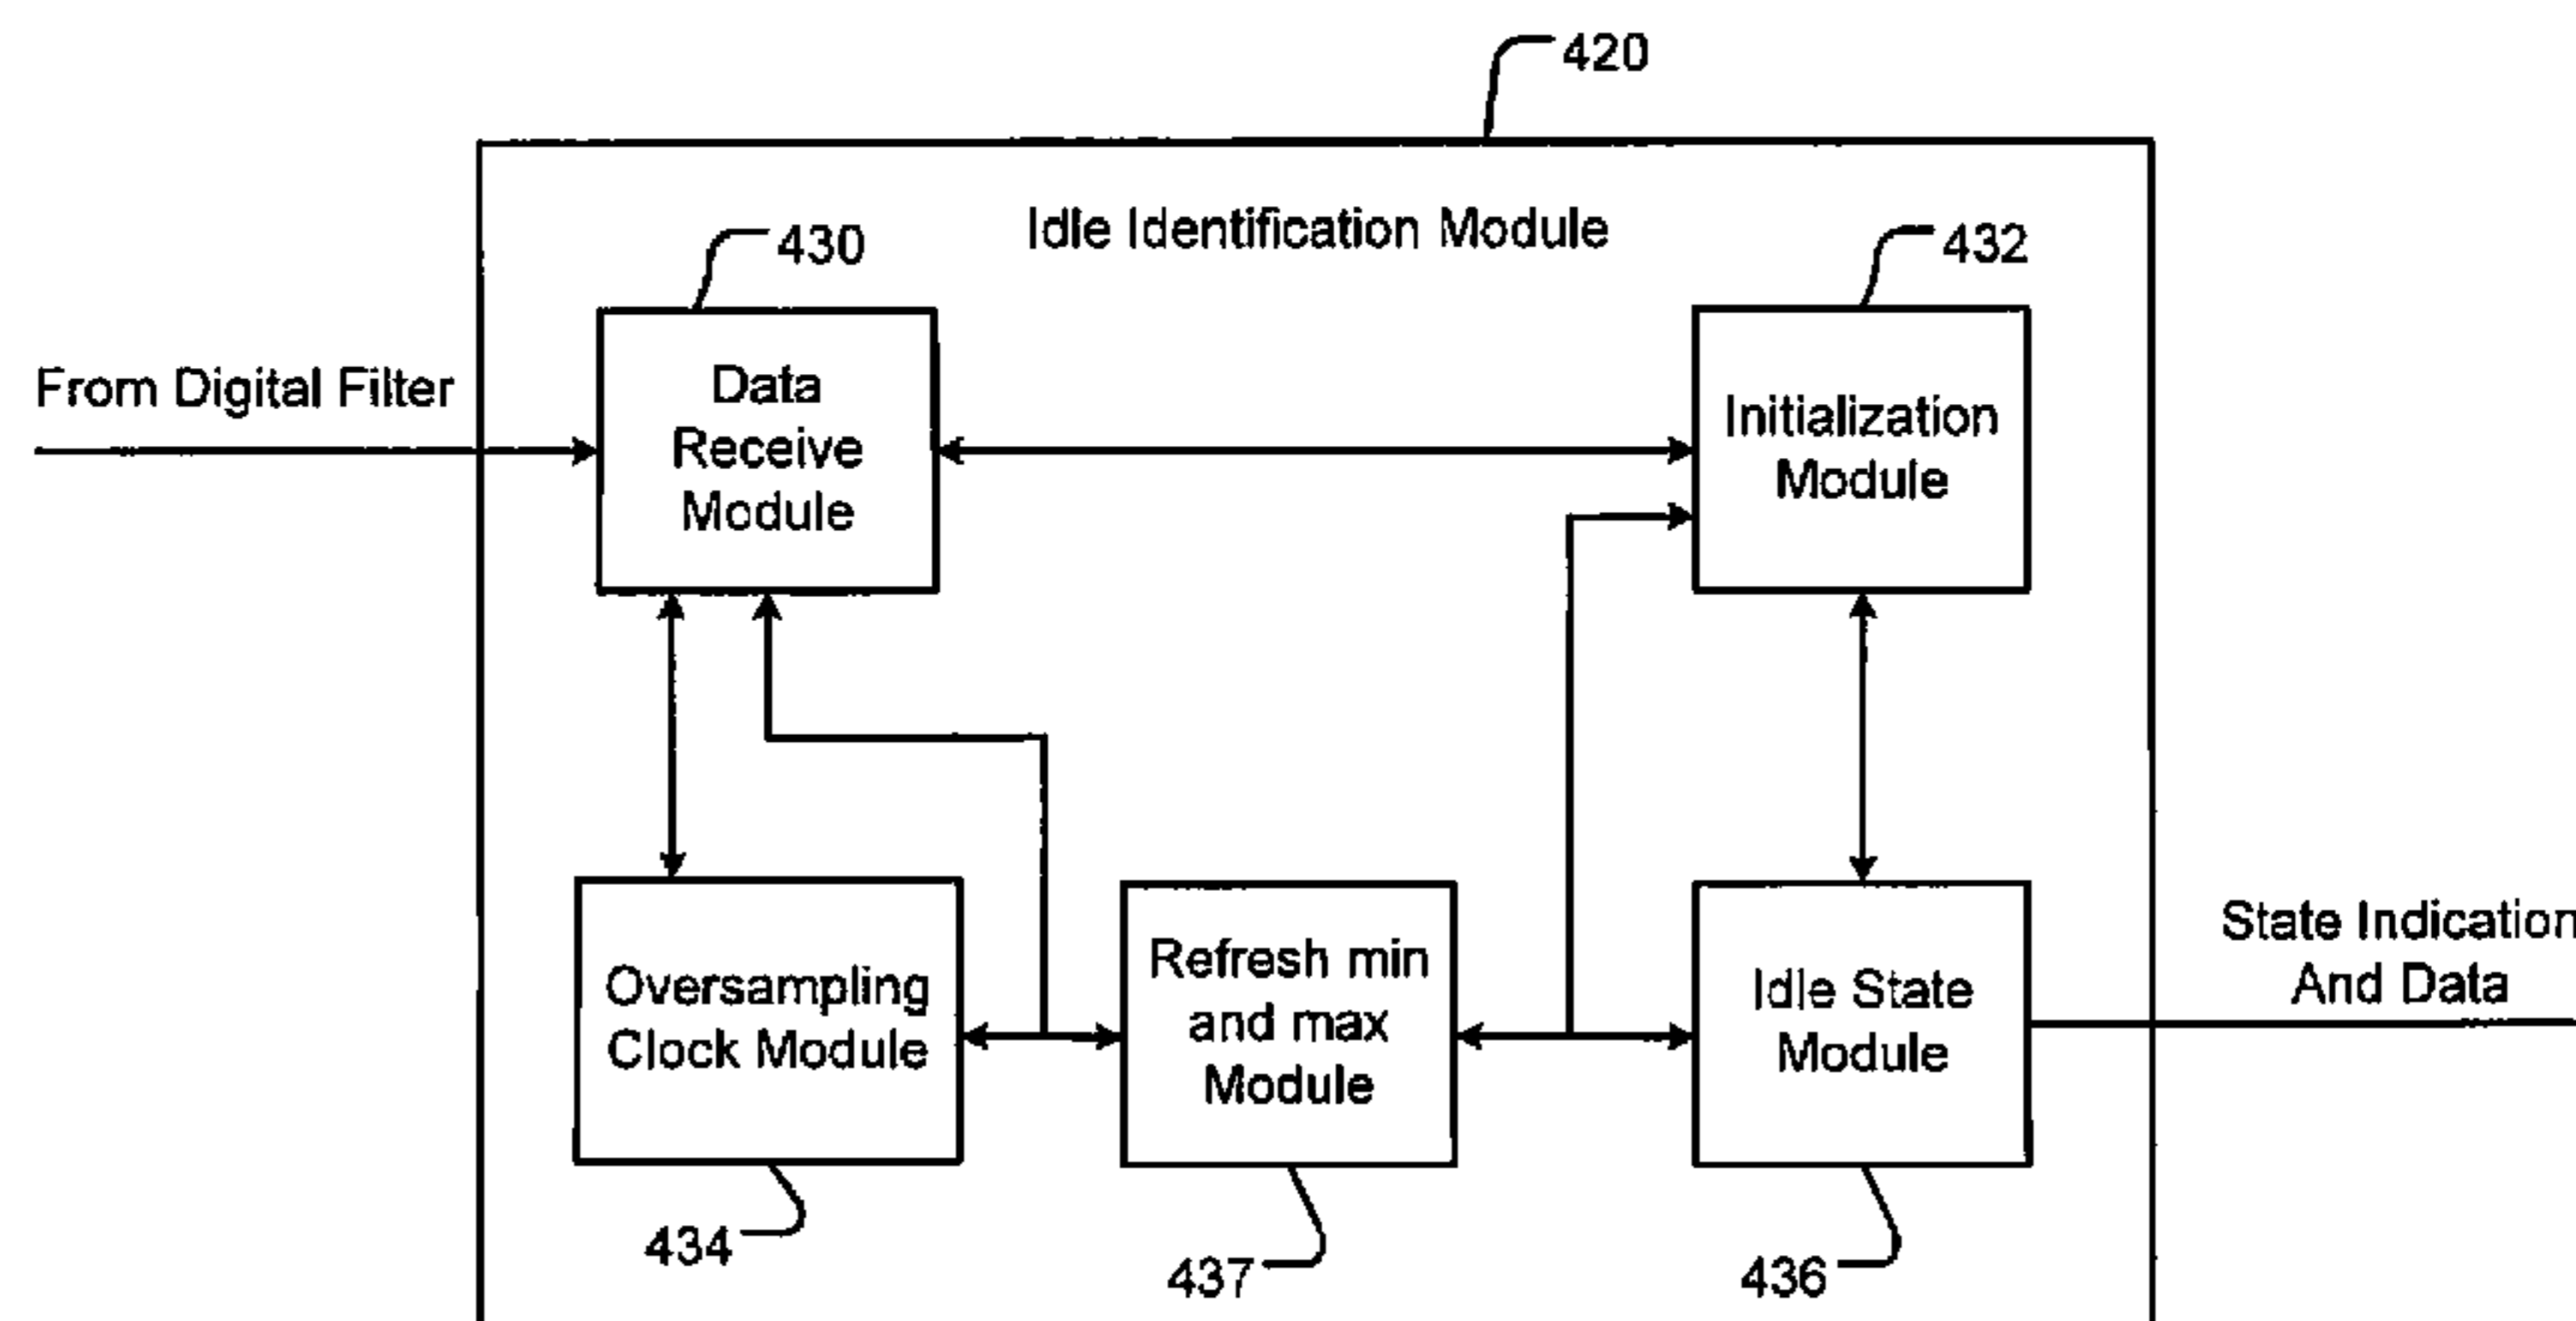 420
Idle Identification Module
430
432
From Digital Filter
Data
Receive
Module
Initialization
Module
Oversampling
Clock Module
Refresh min
and max
Module
Idle State
Module
State Indication
And Data
434
437
436